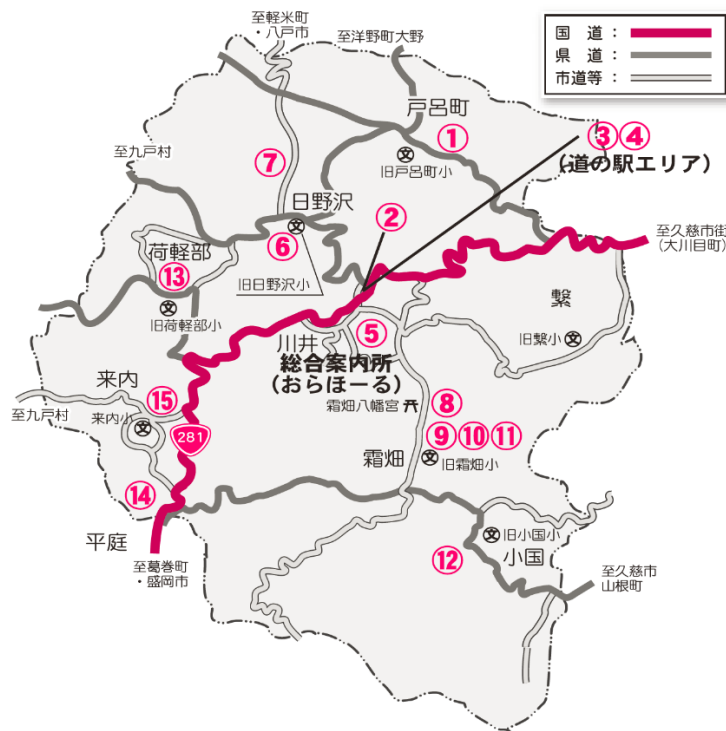 国　道：
県　道：
市道等：
至軽米町
・八戸市
至洋野町大野
戸呂町
①
旧戸呂町小
③④
(道の駅エリア)
至九戸村
⑦
日野沢
⑥
旧日野沢小
②
至久慈市街
(大川目町)
荷軽部
⑬
旧荷軽部小
繋
旧繋小
川井
⑤
総合案内所
(おらほーる)
来内
⑮
至九戸村
来内小
281
霜畑八幡宮
⑧
⑨⑩⑪
霜畑
旧霜畑小
⑭
平庭
至葛巻町
・盛岡市
旧小国小
小国
⑫
至久慈市
山根町